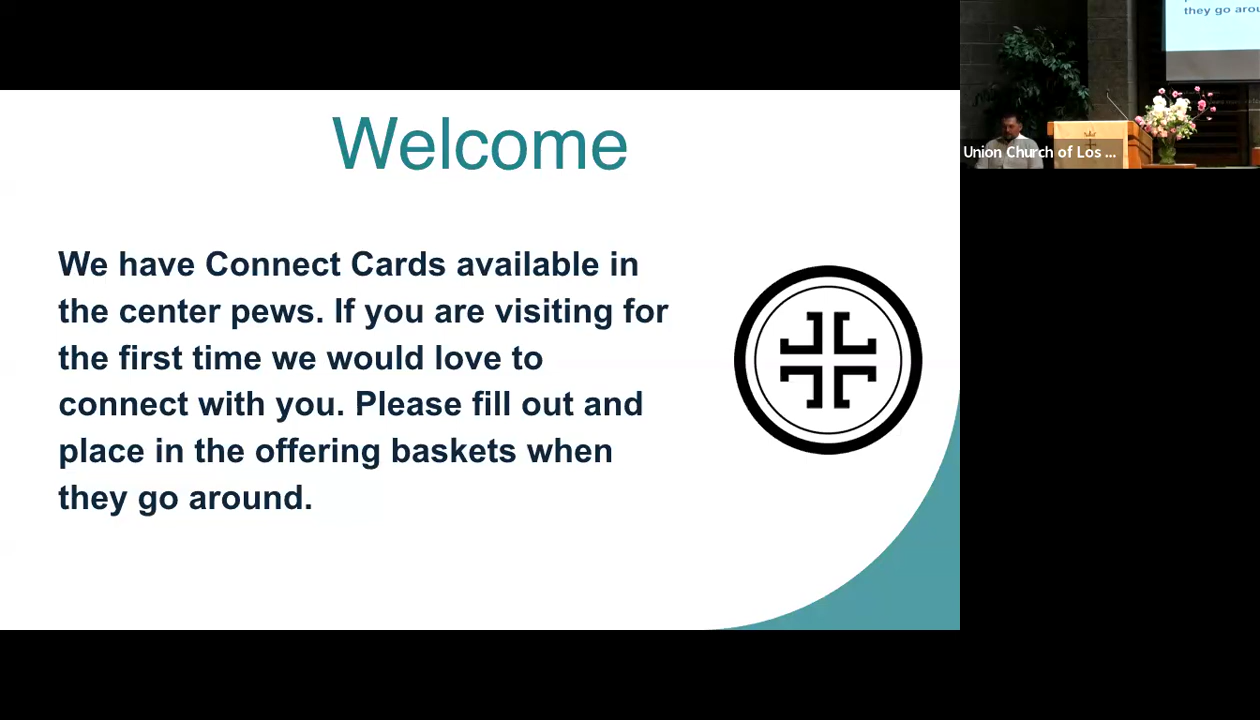 Welcome
We have Connect Cards available in
the center pews. If you are visiting for
the first time we would love to
connect with you. Please fill out and
place in the offering baskets when
they go around.
they go arou
Union Church of Los ...